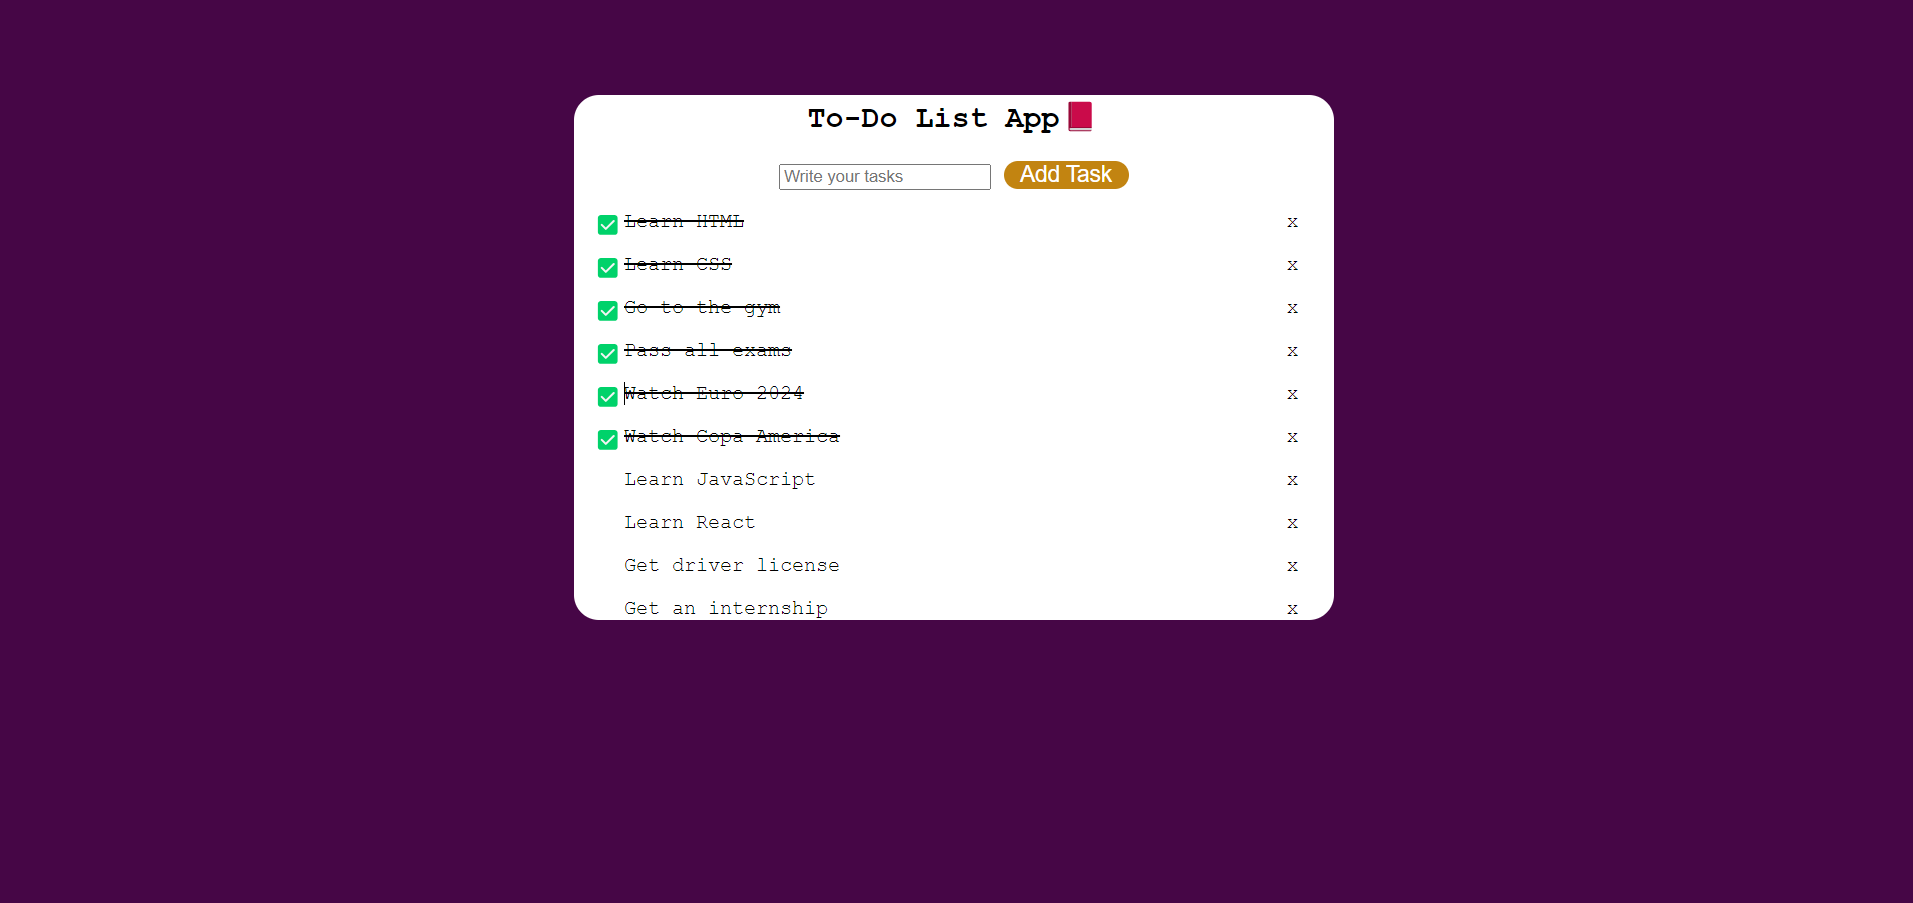 To-Do List App
Write your tasks Add Task
Learn HTML x
Learn CSS x
Go to the gym x
Pass all exams x
Watch Euro 2024 x
Watch Copa America x
Learn JavaScript x
Learn React x
Get driver license x
Get an internship x